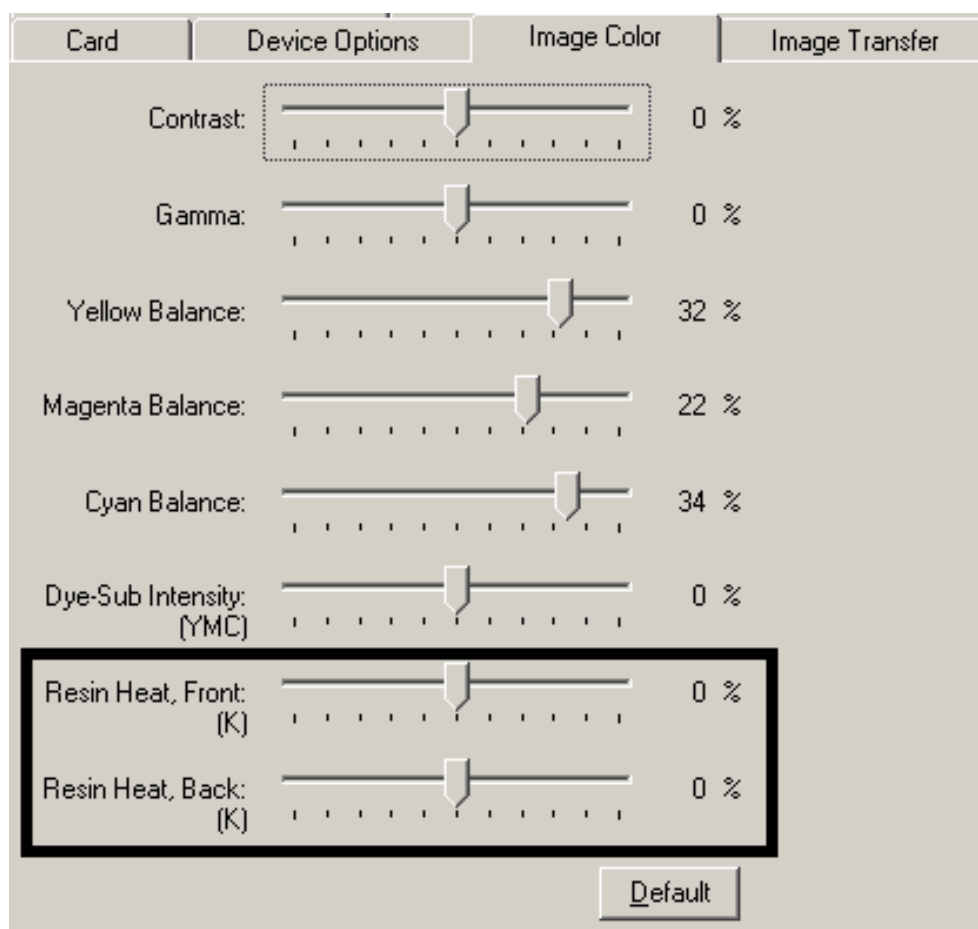 Card Device Options Image Color Image Transfer
Contrast: 0 %
Gamma: 0 %
Yellow Balance: 32 %
Magenta Balance: 22 %
Cyan Balance: 34 %
Dye-Sub Intensity: 0 %
(YMC)
Resin Heat, Front: 0 %
(K)
Resin Heat, Back: 0 %
(K)
Default